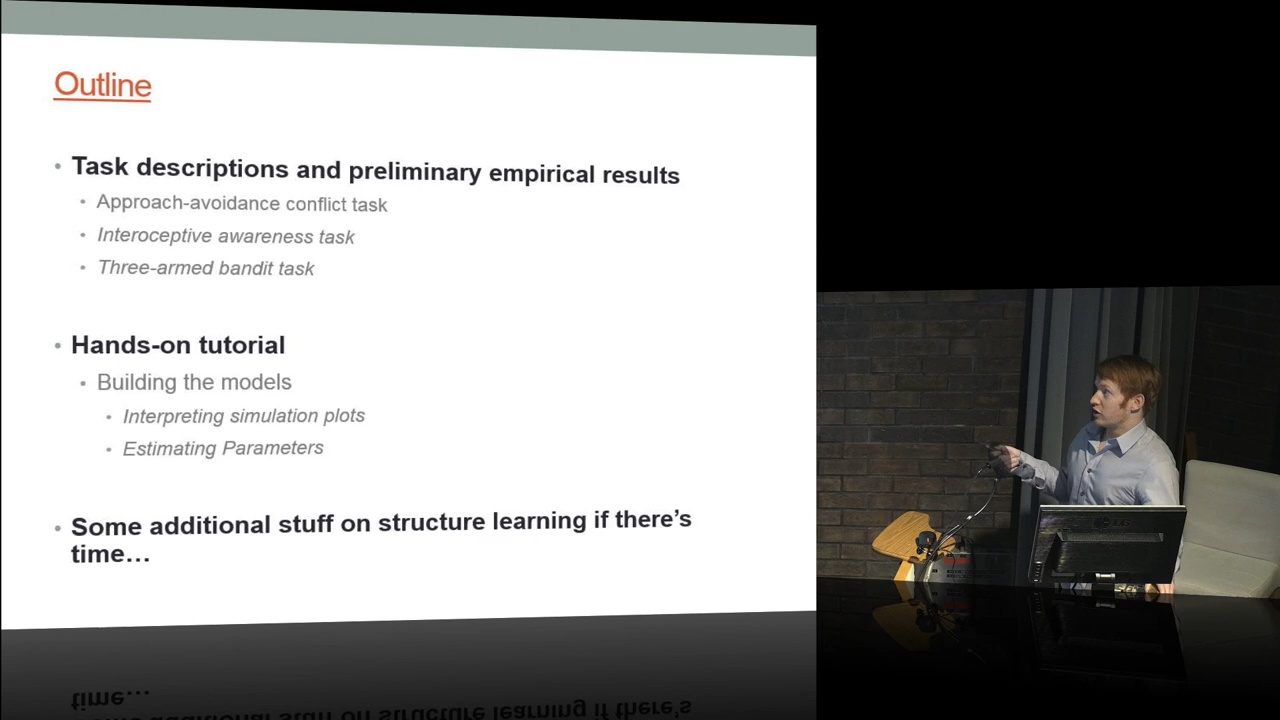 Outline
• Task descriptions and preliminary empirical results
• Approach-avoidance conflict task
• Interoceptive awareness task
• Three-armed bandit task
• Hands-on tutorial
• Building the models
• Interpreting simulation plots
• Estimating Parameters
• Some additional stuff on structure learning if there's
time…
LG